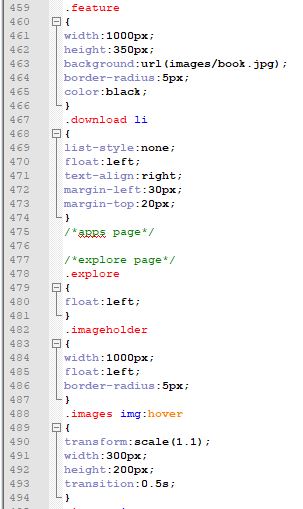 459 .feature
460 {
461 width:1000px;
462 height:350px;
463 background:url(images/book.jpg);
464 border-radius:5px;
465 color:black;
466 }
467 .download li
468 {
469 list-style:none;
470 float:left;
471 text-align:right;
472 margin-left:30px;
473 margin-top:20px;
474 }
475 /*apps page*/
476
477 /*explore page*/
478 .explore
479 {
480 float:left;
481 }
482 .imageholder
483 {
484 width:1000px;
485 float:left;
486 border-radius:5px;
487 }
488 .images img:hover
489 {
490 transform:scale(1.1);
491 width:300px;
492 height:200px;
493 transition:0.5s;
494 }